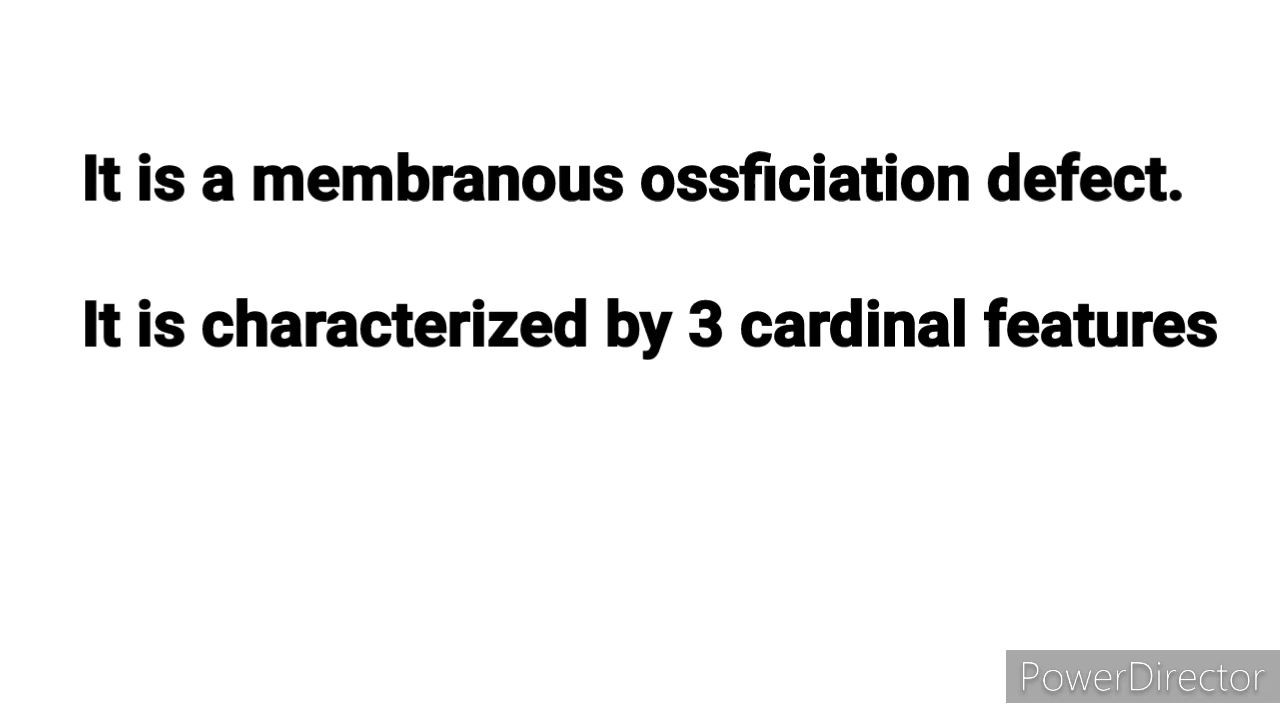 It is a membranous ossficiation defect.
It is characterized by 3 cardinal features
PowerDirector